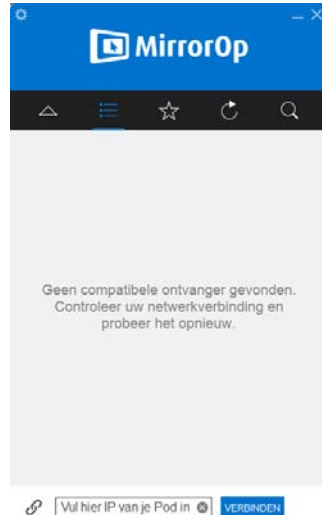 MirrorOp
Geen compatibele ontvanger gevonden.
Controleer uw netwerkverbinding en
probeer het opnieuw.
Vul hier IP van je Pod in VERBINDEN